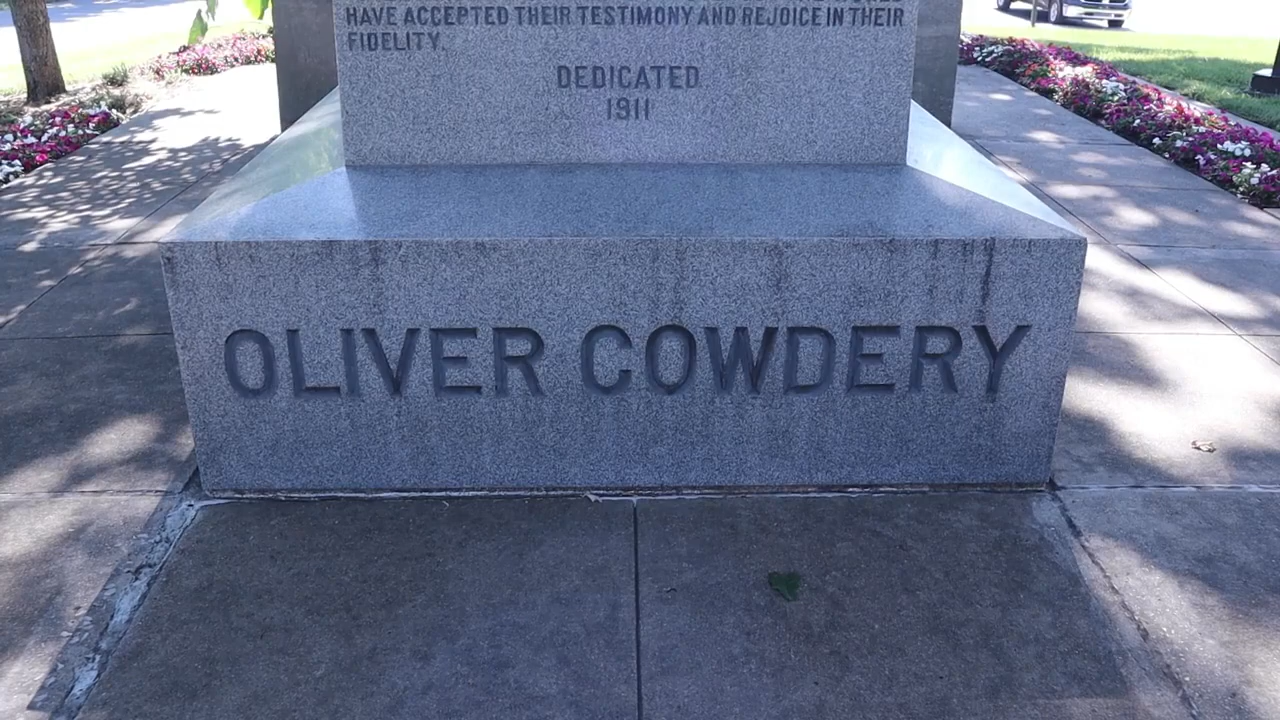 HAVE ACCEPTED THEIR TESTIMONY AND REJOICE IN THEIR
FIDELITY.
DEDICATED
1911
OLIVER COWDERY